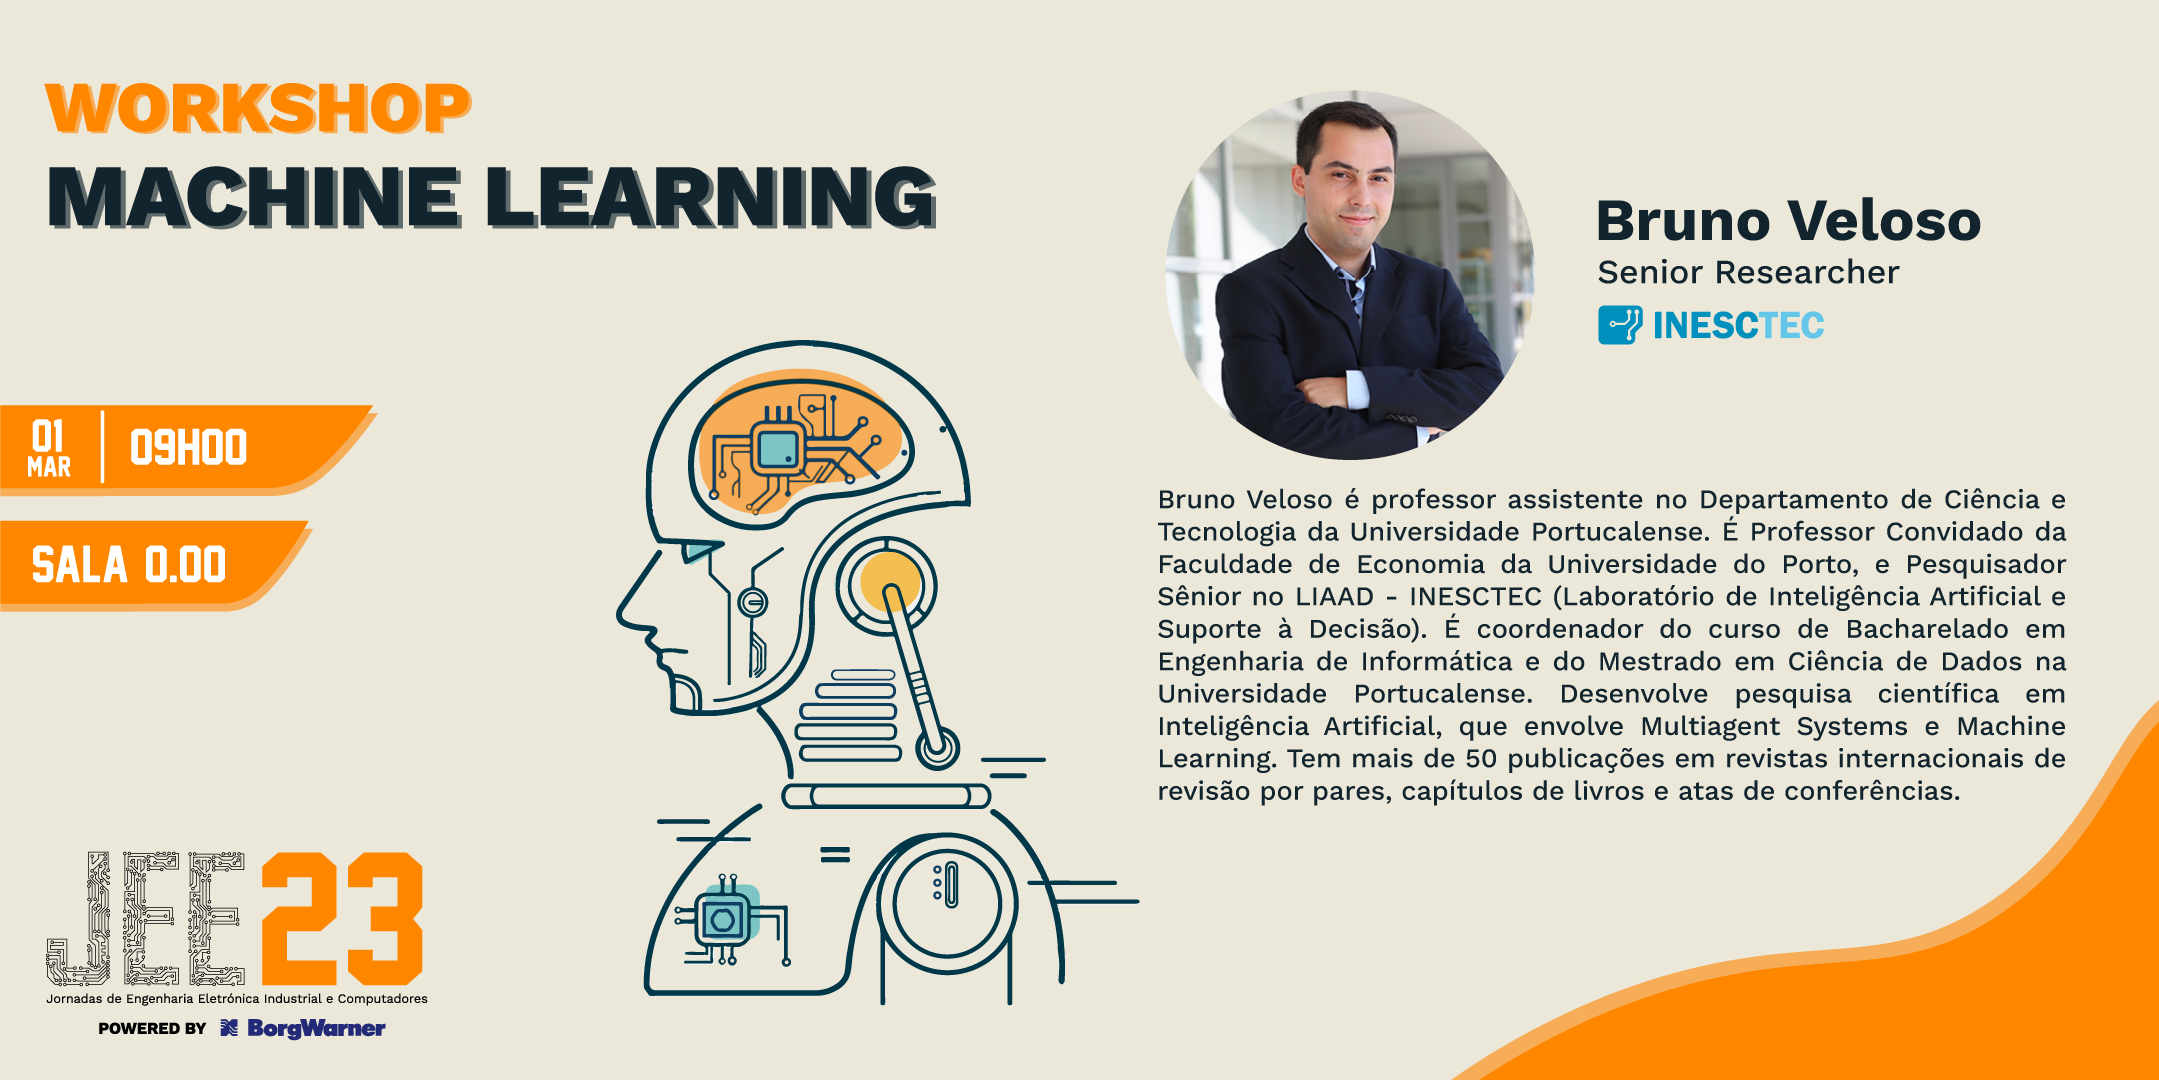 WORKSHOP
MACHINE LEARNING
01
MAR
09H00
SALA 0.00
Bruno Veloso
Senior Researcher
INESCTEC
Bruno Veloso é professor assistente no Departamento de Ciência e
Tecnologia da Universidade Portucalense. É Professor Convidado da
Faculdade de Economia da Universidade do Porto, e Pesquisador
Sênior no LIAAD - INESCTEC (Laboratório de Inteligência Artificial e
Suporte à Decisão). É coordenador do curso de Bacharelado em
Engenharia de Informática e do Mestrado em Ciência de Dados na
Universidade Portucalense. Desenvolve pesquisa científica em
Inteligência Artificial, que envolve Multiagent Systems e Machine
Learning. Tem mais de 50 publicações em revistas internacionais de
revisão por pares, capítulos de livros e atas de conferências.
JEE23
Jornadas de Engenharia Eletrónica Industrial e Computadores
POWERED BY BorgWarner